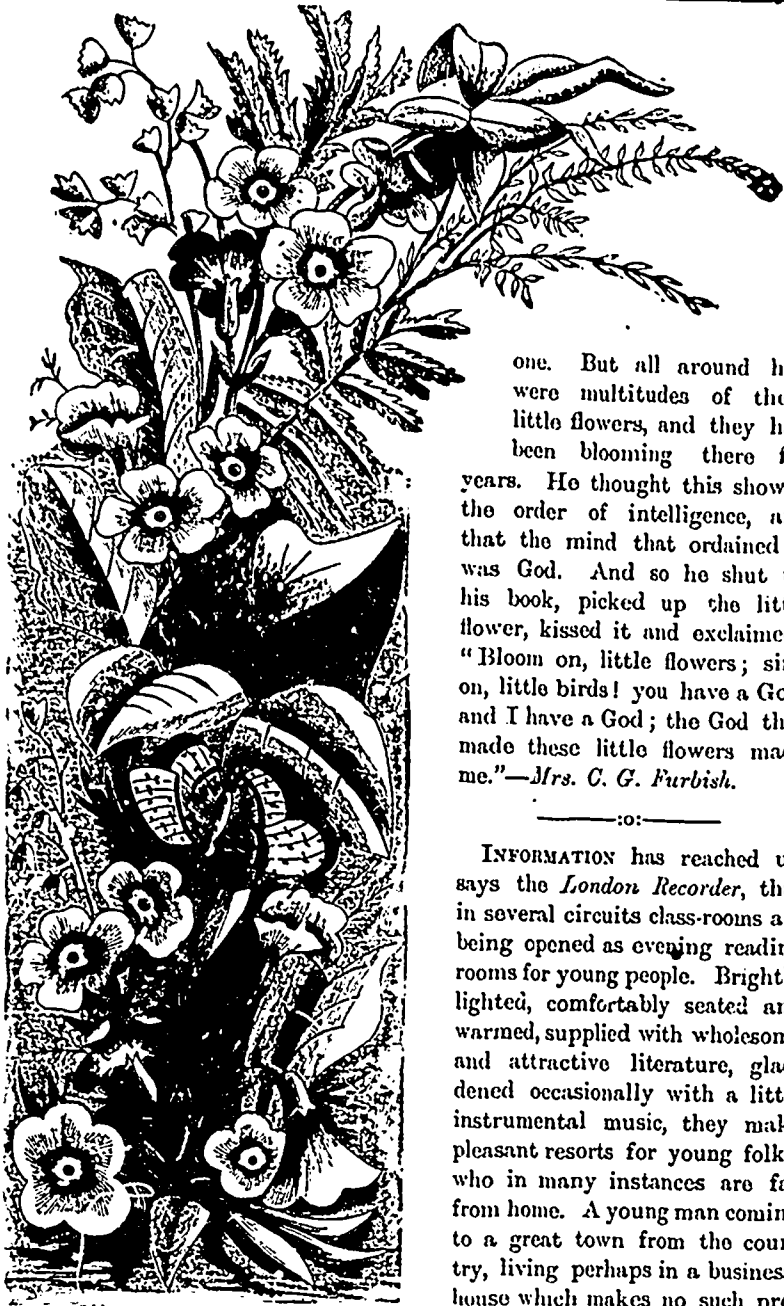 one. But all around h
were multitudes of the
little flowers, and they h
been blooming there f
years. He thought this show
the order of intelligence, a
that the mind that ordained
was God. And so he shut
his book, picked up the litt
flower, kissed it and exclaime
"Bloom on, little flowers; si
on, little birds! you have a Go
and I have a God; the God th
made these little flowers ma
me."—Mrs. C. G. Furbish.
:o:
INFORMATION has reached u
says the London Recorder, th
in several circuits class-rooms a
being opened as evening readin
rooms for young people. Bright
lighted, comfortably seated an
warmed, supplied with wholesom
and attractive literature, gla
dened occasionally with a litt
instrumental music, they mak
pleasant resorts for young folk
who in many instances are fa
from home. A young man comin
to a great town from the coun
try, living perhaps in a busines
house which makes no such pre